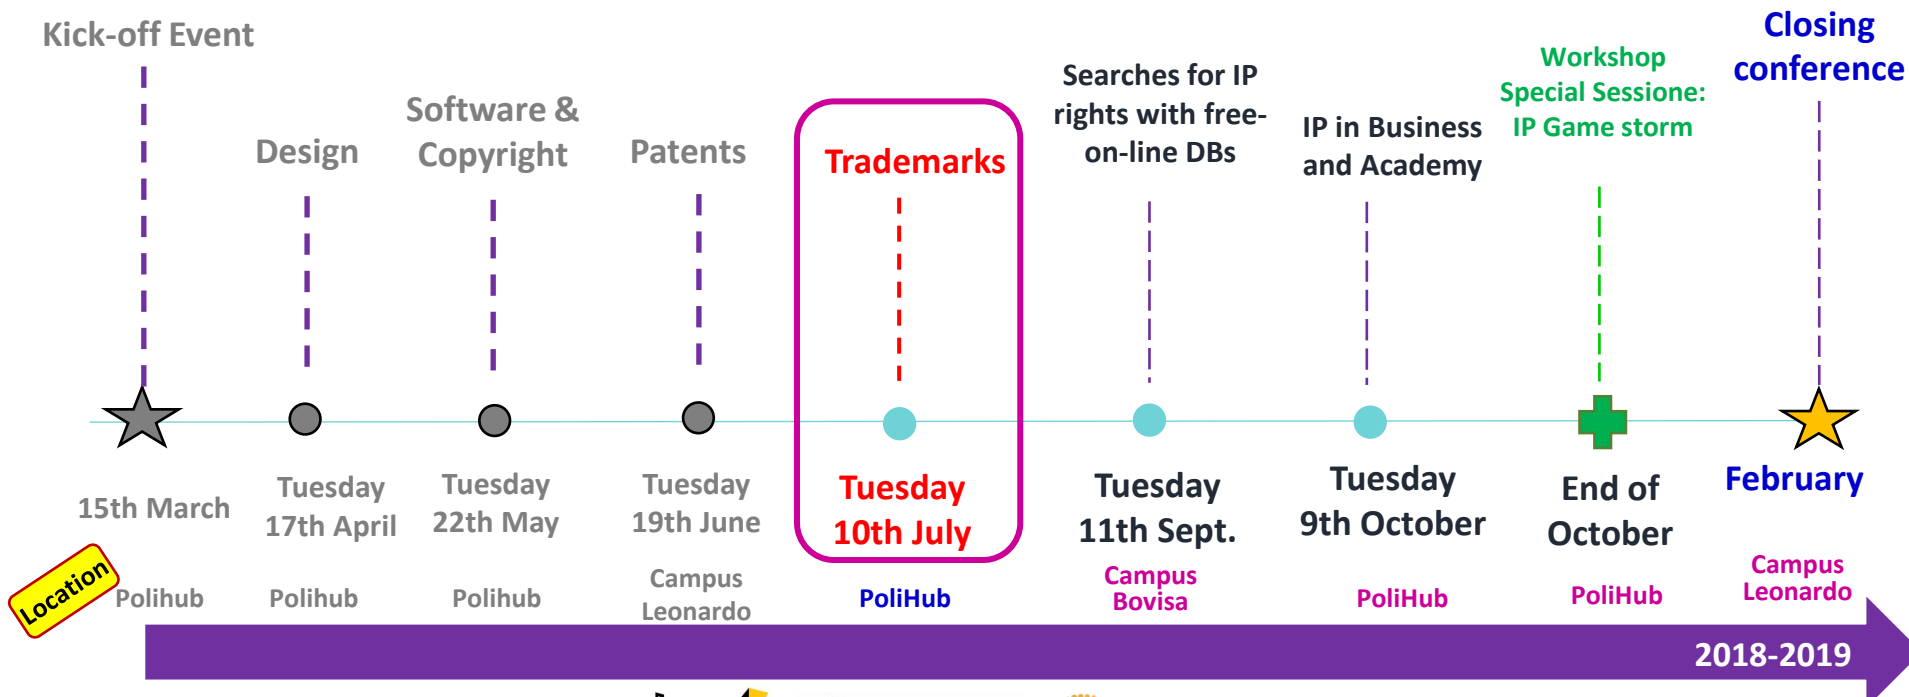 Kick-off Event
Design
Software &
Copyright
Patents
Trademarks
Searches for IP
rights with free-
on-line DBs
IP in Business
and Academy
Workshop
Special Sessione:
IP Game storm
Closing
conference
15th March
Tuesday
17th April
Tuesday
22th May
Tuesday
19th June
Tuesday
10th July
Tuesday
11th Sept.
Tuesday
9th October
End of
October
February
Location
Polihub
Polihub
Polihub
Campus
Leonardo
PoliHub
Campus
Bovisa
PoliHub
PoliHub
Campus
Leonardo
2018-2019